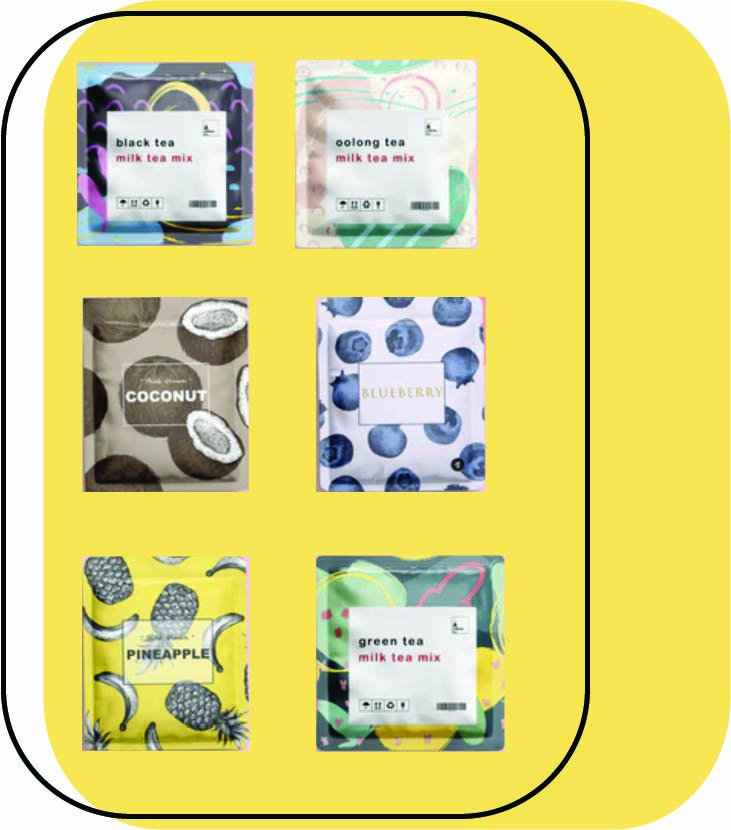 black tea
milk tea mix
oolong tea
milk tea mix
COCONUT
BLUEBERRY
PINEAPPLE
green tea
milk tea mix